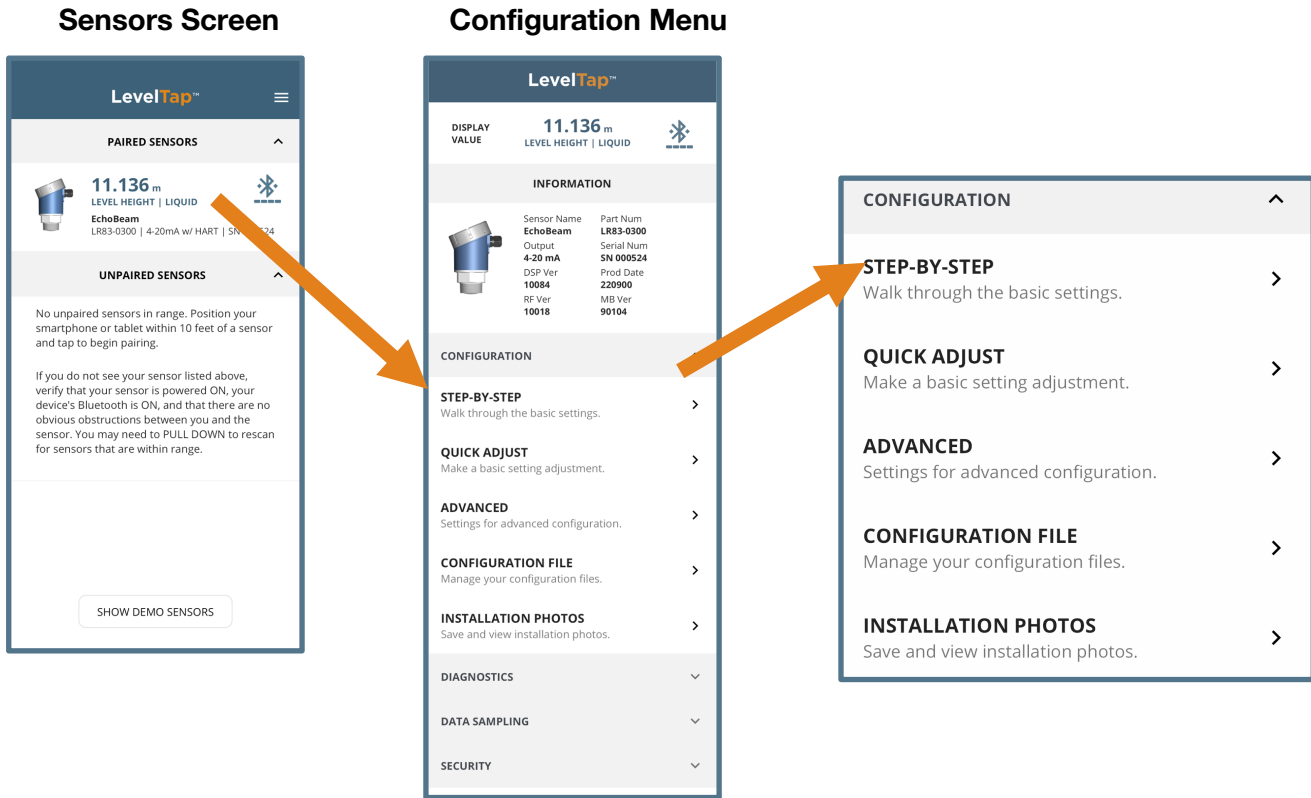 Sensors Screen
LevelTap™
PAIRED SENSORS
11.136 m
LEVEL HEIGHT | LIQUID
EchoBeam
LR83-0300 | 4-20mA w/ HART | SN 524
UNPAIRED SENSORS
No unpaired sensors in range. Position your
smartphone or tablet within 10 feet of a sensor
and tap to begin pairing.
If you do not see your sensor listed above,
verify that your sensor is powered ON, your
device's Bluetooth is ON, and that there are no
obvious obstructions between you and the
sensor. You may need to PULL DOWN to rescan
for sensors that are within range.
SHOW DEMO SENSORS
Configuration Menu
LevelTap™
DISPLAY
VALUE
11.136 m
LEVEL HEIGHT | LIQUID
INFORMATION
Sensor Name Part Num
EchoBeam LR83-0300
Output Serial Num
4-20 mA SN 000524
DSP Ver Prod Date
10084 220900
RF Ver MB Ver
10018 90104
CONFIGURATION
STEP-BY-STEP
Walk through the basic settings.
QUICK ADJUST
Make a basic setting adjustment.
ADVANCED
Settings for advanced configuration.
CONFIGURATION FILE
Manage your configuration files.
INSTALLATION PHOTOS
Save and view installation photos.
DIAGNOSTICS
DATA SAMPLING
SECURITY
CONFIGURATION
STEP-BY-STEP
Walk through the basic settings.
QUICK ADJUST
Make a basic setting adjustment.
ADVANCED
Settings for advanced configuration.
CONFIGURATION FILE
Manage your configuration files.
INSTALLATION PHOTOS
Save and view installation photos.